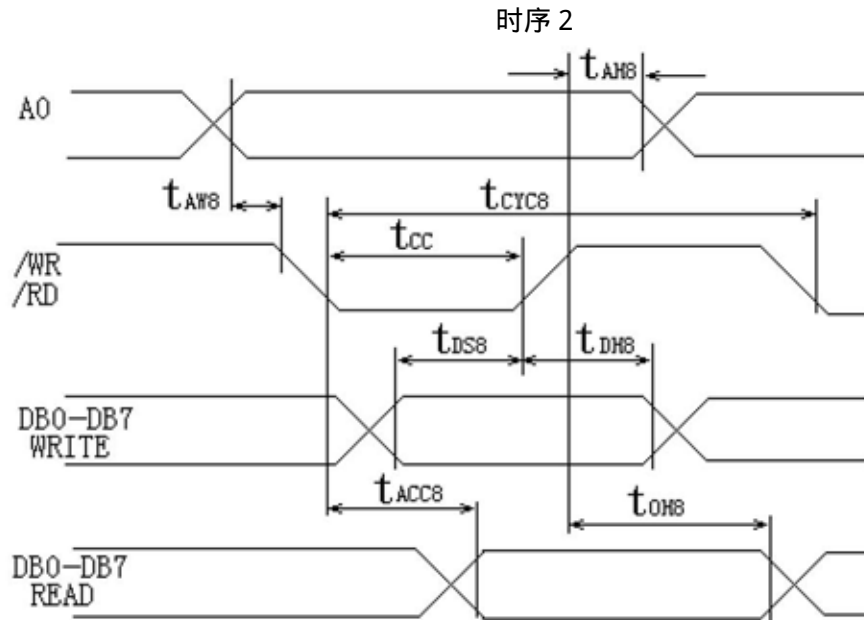 时序 2
tAH8
A0
tAW8
tCYC8
tCC
/WR
/RD
tDS8
tDH8
DB0-DB7
WRITE
tACC8
tOH8
DB0-DB7
READ